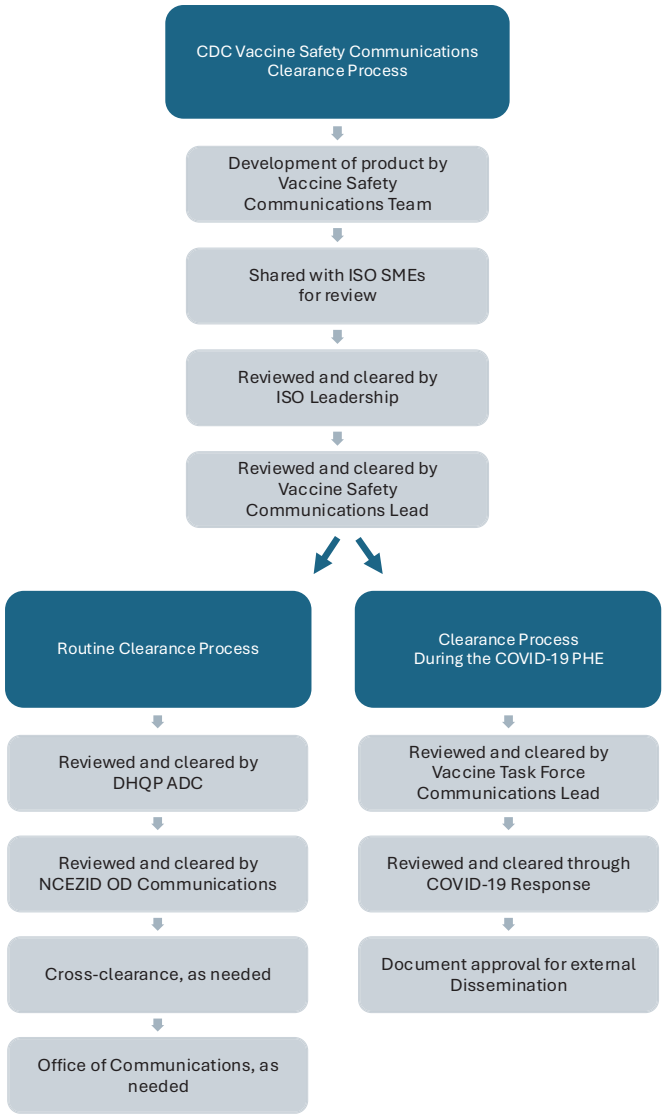 CDC Vaccine Safety Communications
Clearance Process
Development of product by
Vaccine Safety
Communications Team
Shared with ISO SMEs
for review
Reviewed and cleared by
ISO Leadership
Reviewed and cleared by
Vaccine Safety
Communications Lead
Routine Clearance Process
Reviewed and cleared by
DHQP ADC
Reviewed and cleared by
NCEZID OD Communications
Cross-clearance, as needed
Office of Communications, as
needed
Clearance Process
During the COVID-19 PHE
Reviewed and cleared by
Vaccine Task Force
Communications Lead
Reviewed and cleared through
COVID-19 Response
Document approval for external
Dissemination